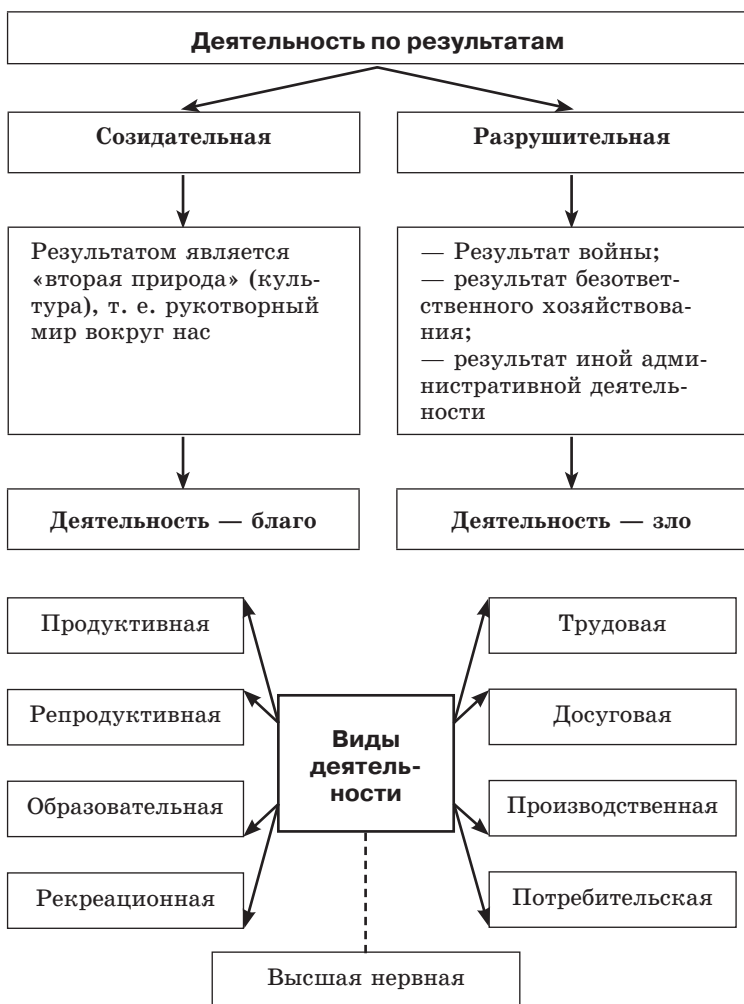 Деятельность по результатам
Созидательная
Разрушительная
Результатом является
«вторая природа» (куль-
тура), т. е. рукотворный
мир вокруг нас
— Результат войны;
— результат безответ-
ственного хозяйствова-
ния;
— результат иной адми-
нистративной деятель-
ности
Деятельность — благо
Деятельность — зло
Продуктивная
Репродуктивная
Образовательная
Рекреационная
Виды
деятель-
ности
Трудовая
Досуговая
Производственная
Потребительская
Высшая нервная